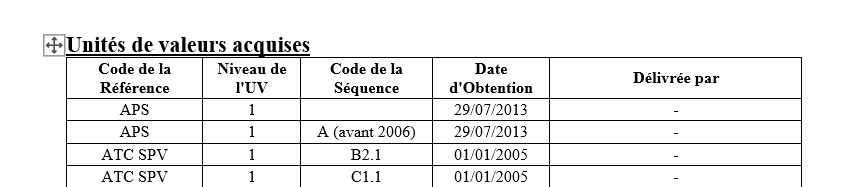 Unités de valeurs acquises
Code de la Référence Niveau de l'UV Code de la Séquence Date d'Obtention Délivrée par
APS 1 29/07/2013 -
APS 1 A (avant 2006) 29/07/2013 -
ATC SPV 1 B2.1 01/01/2005 -
ATC SPV 1 C1.1 01/01/2005 -